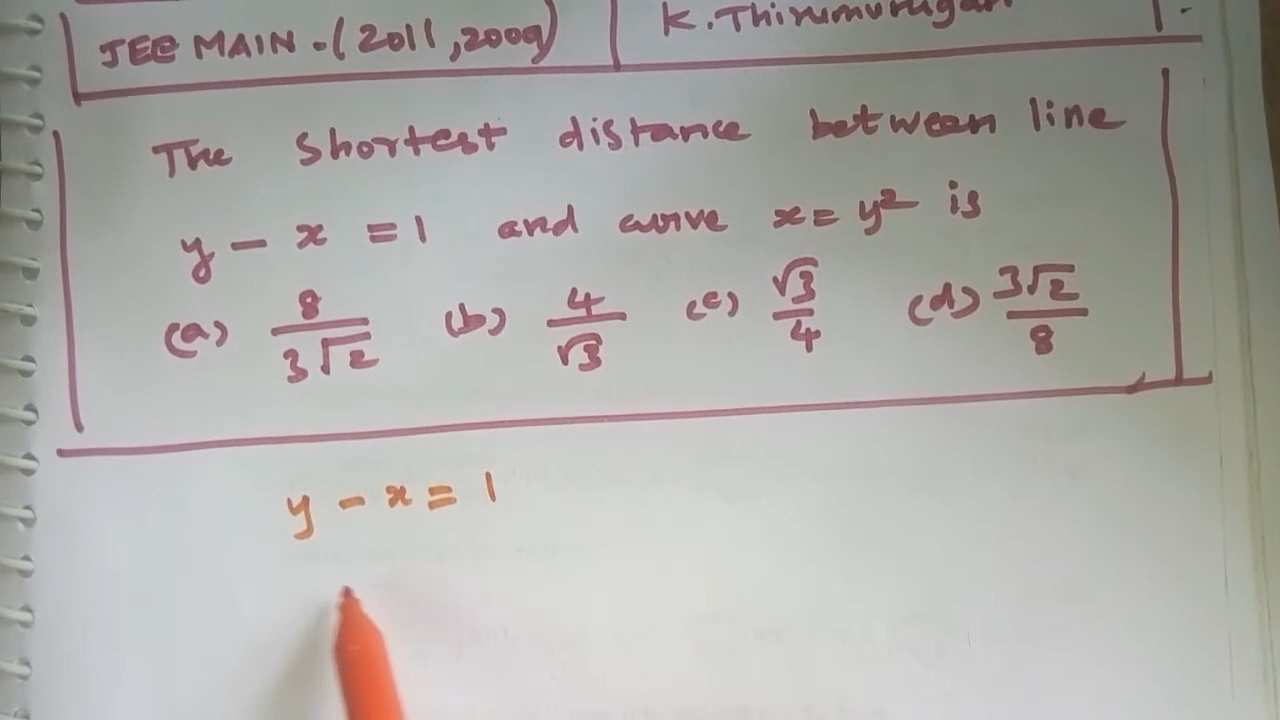 JEE MAIN - (2011, 2009) K. Thirumurugan
The shortest distance between line
y - x = 1 and curve x = y² is
(a) 8/3√2 (b) 4/√3 (c) √3/4 (d) 3√2/8
y - x = 1